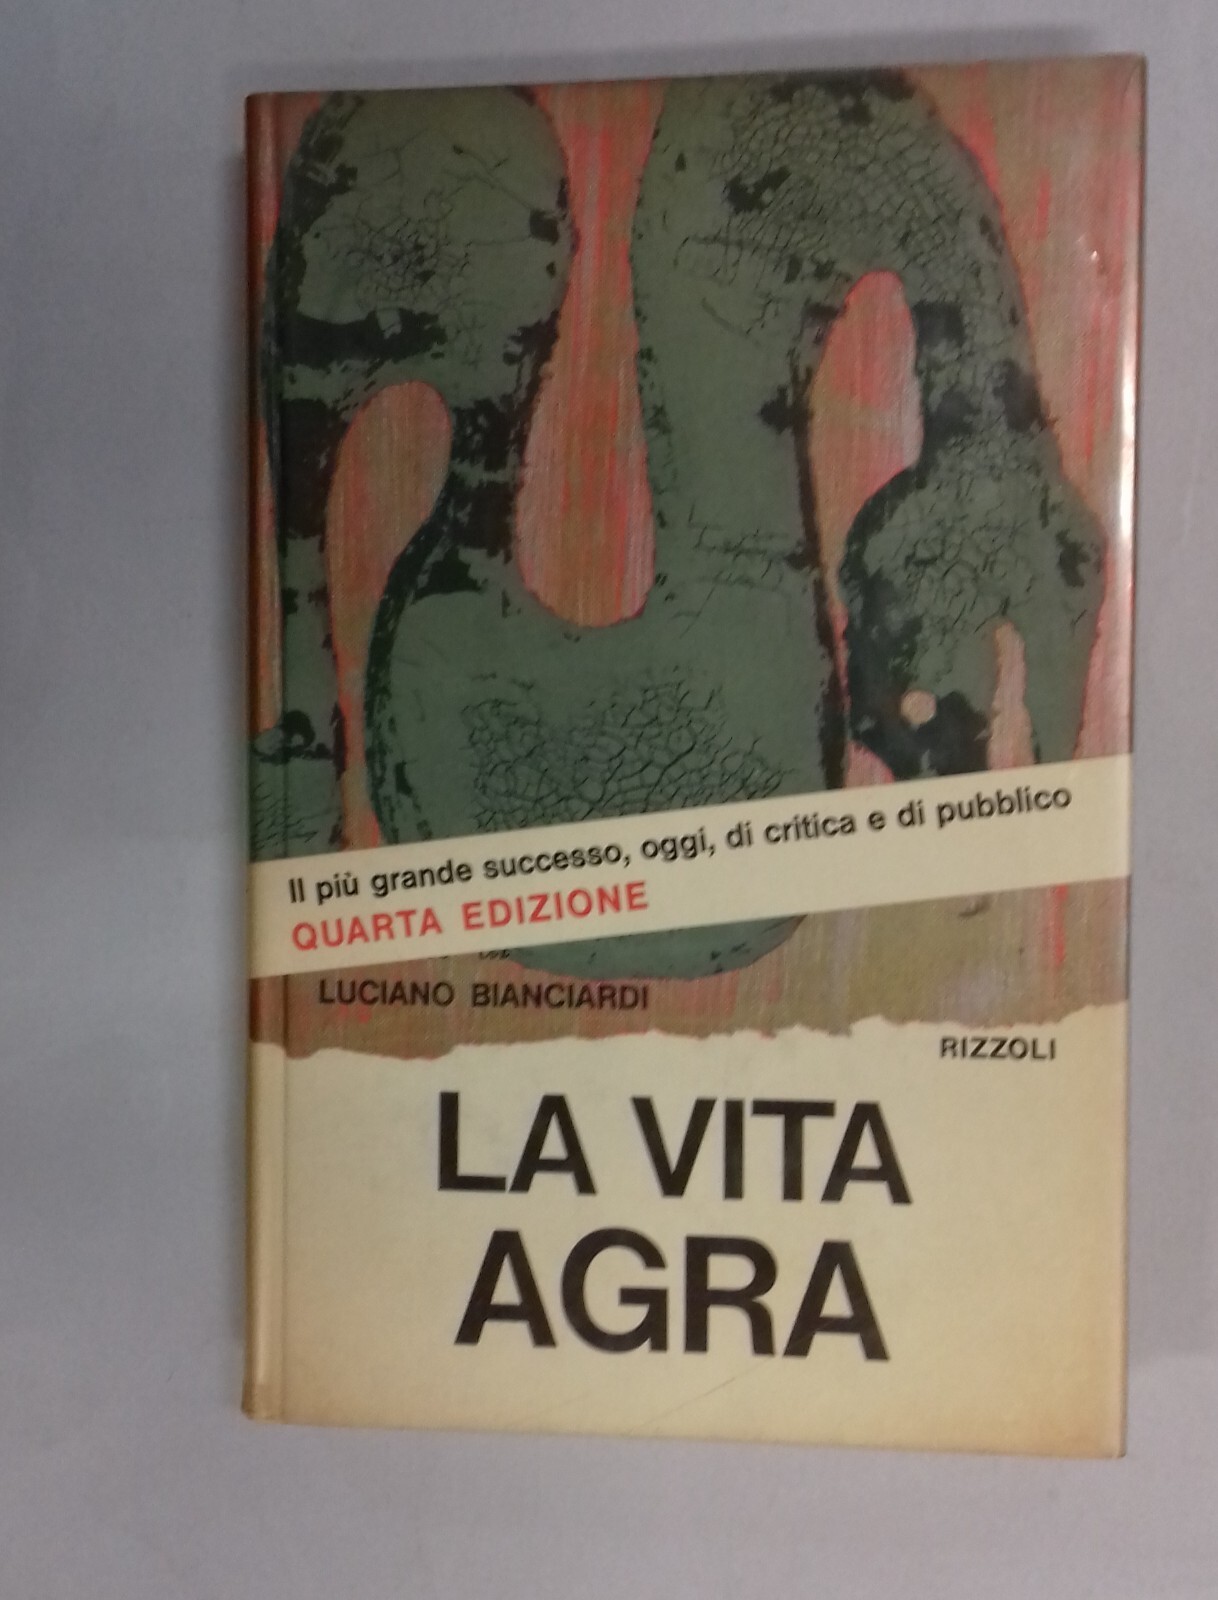 Il più grande successo, oggi, di critica e di pubblico
QUARTA EDIZIONE
LUCIANO BIANCIARDI
RIZZOLI
LA VITA
AGRA